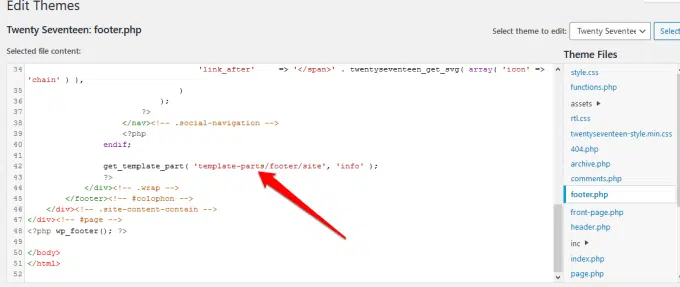 Edit Themes
Twenty Seventeen: footer.php
Select theme to edit:
Twenty Sevente
Select
Selected file content:
Theme Files
34 'link_after' => '</span>' . twentyseventeen_get_svg( array( 'icon' =>
'chain' ) ),
35 )
36 );
37 ?>
38 </nav><!-- .social-navigation -->
39 <?php
40 endif;
41
42 get_template_part( 'template-parts/footer/site', 'info' );
43 ?>
44 </div><!-- .wrap -->
45 </footer><!-- #colophon -->
46 </div><!-- .site-content-contain -->
47 </div><!-- #page -->
48 <?php wp_footer(); ?>
49
50 </body>
51 </html>
52
style.css
functions.php
assets
rtl.css
twentyseventeen-style.min.css
404.php
archive.php
comments.php
footer.php
front-page.php
header.php
inc
index.php
page.php